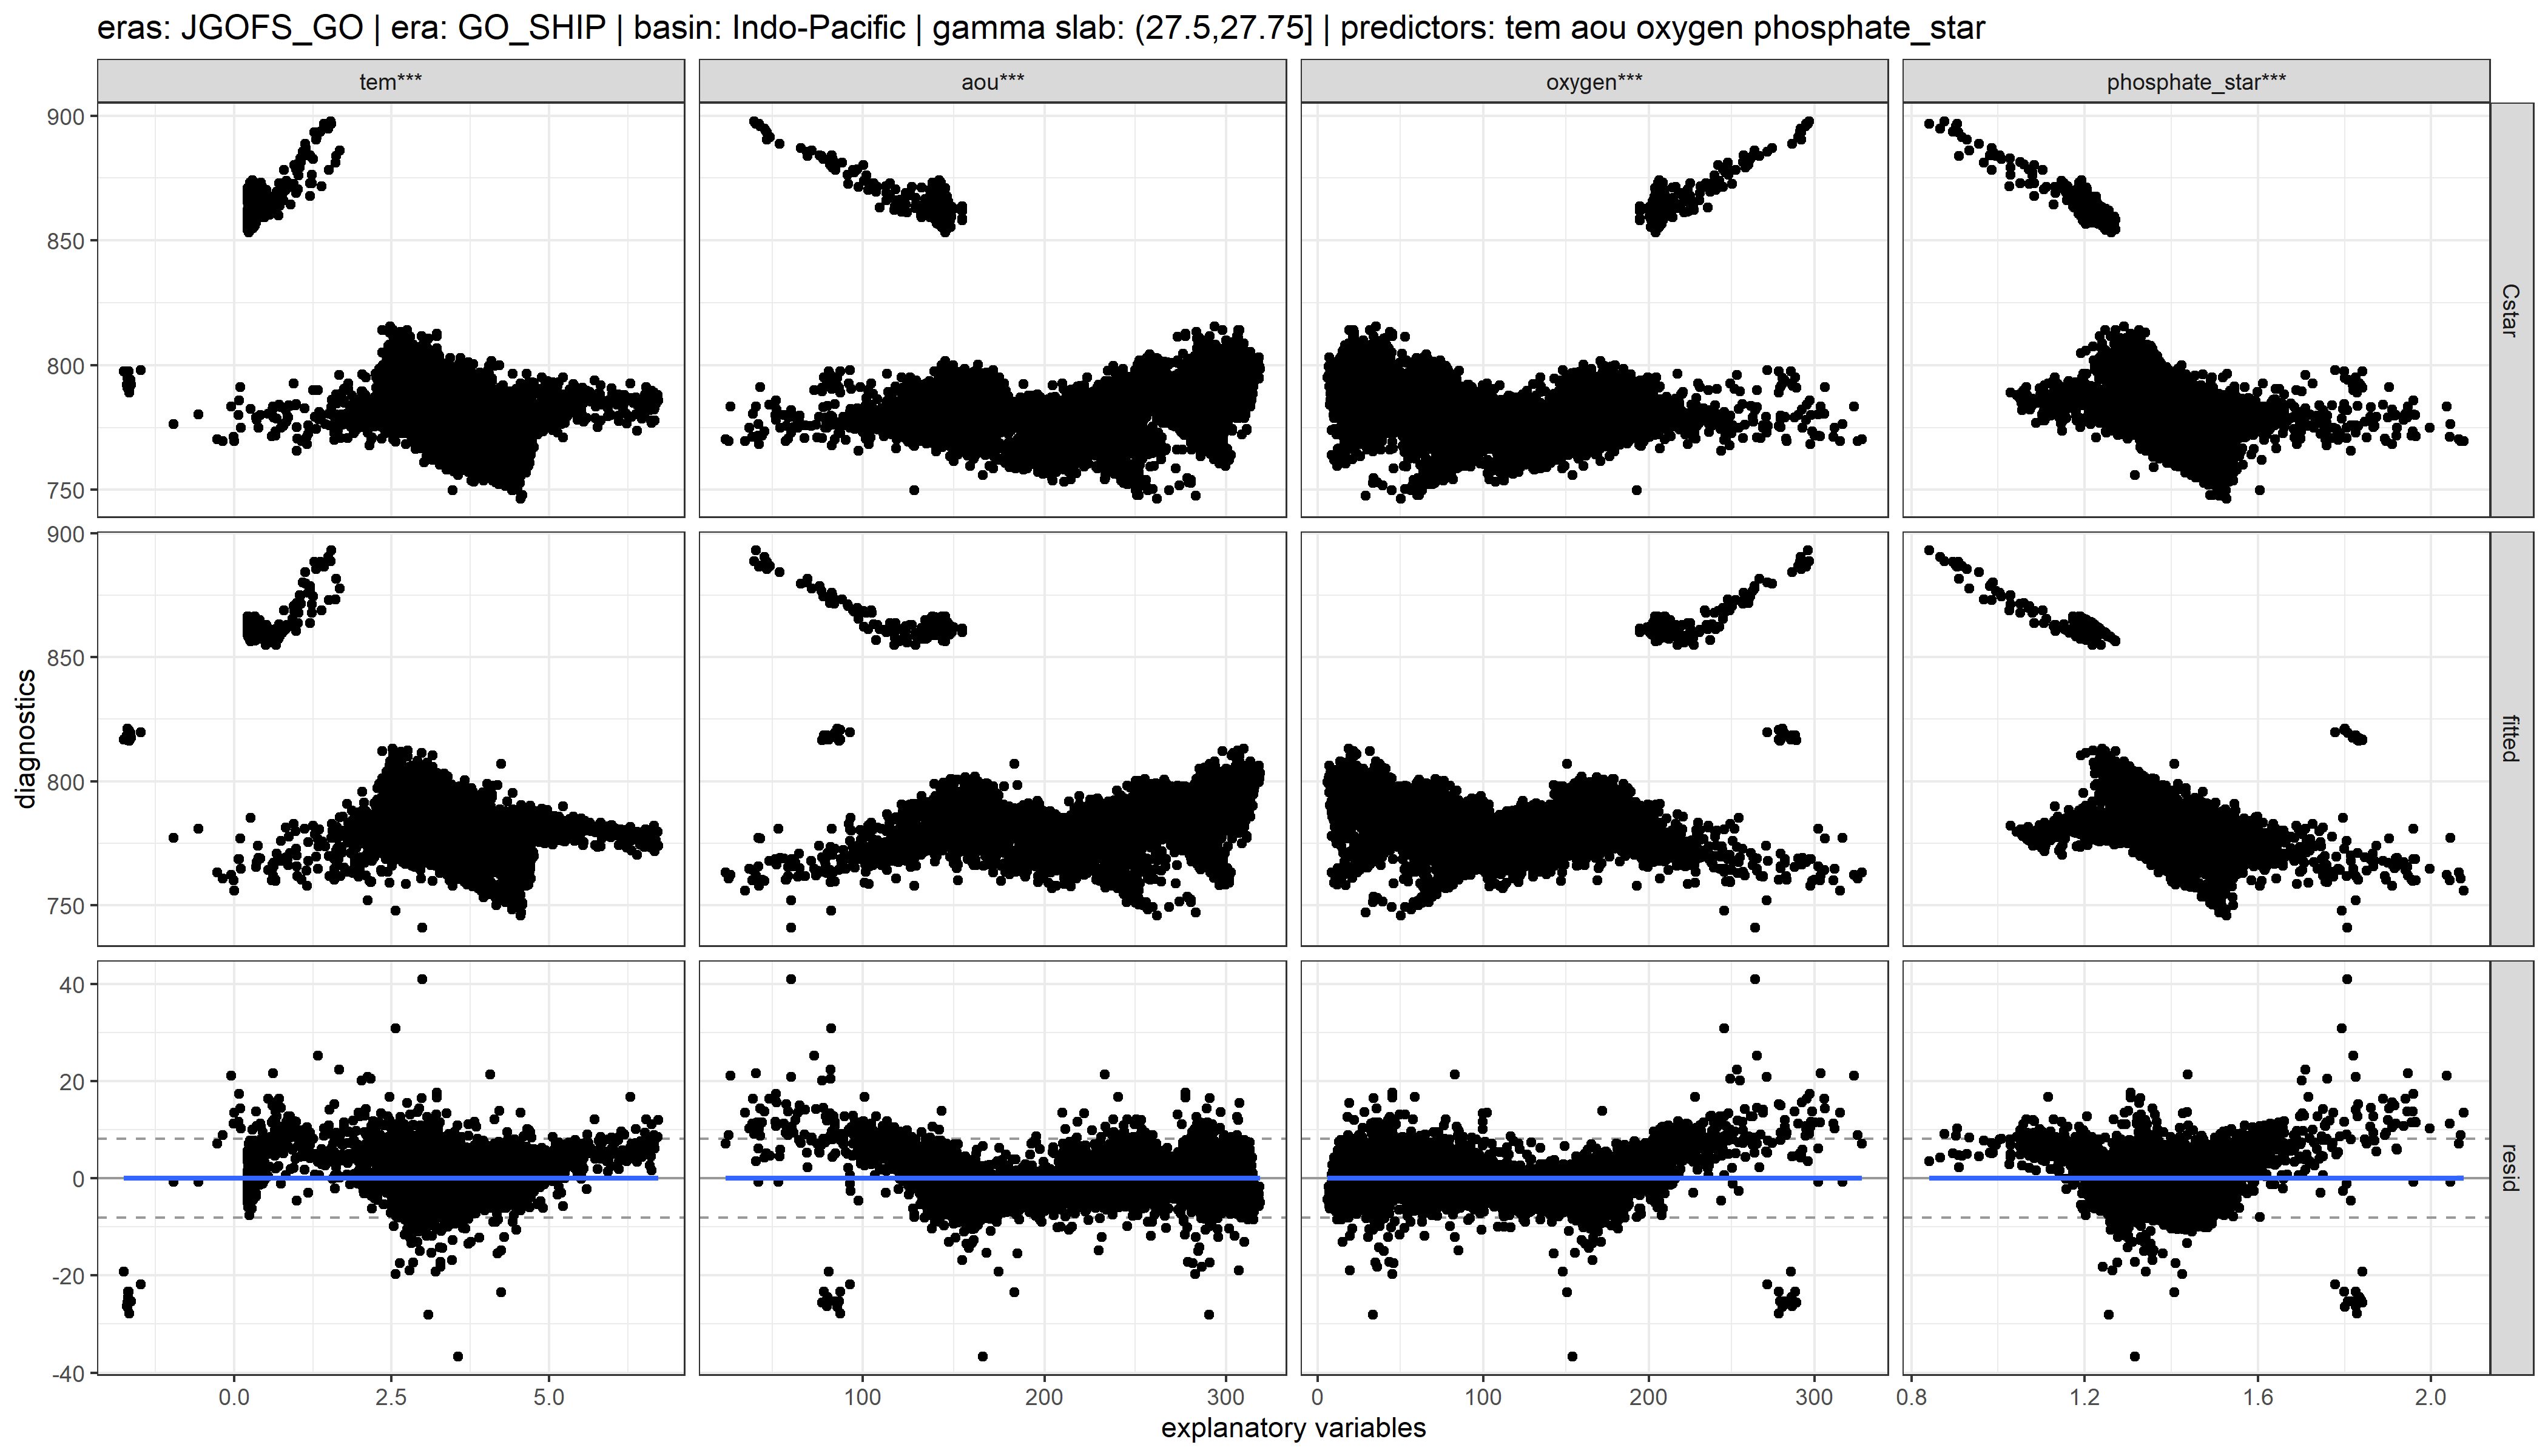 eras: JGOFS_GO | era: GO_SHIP | basin: Indo-Pacific | gamma slab: (27.5,27.75] | predictors: tem aou oxygen phosphate_star
tem*** aou*** oxygen*** phosphate_star***
900
850
800
750
Cstar
900
850
800
750
fitted
40
20
0
-20
-40
resid
diagnostics
0.0 2.5 5.0 100 200 300 0 100 200 300 0.8 1.2 1.6 2.0
explanatory variables